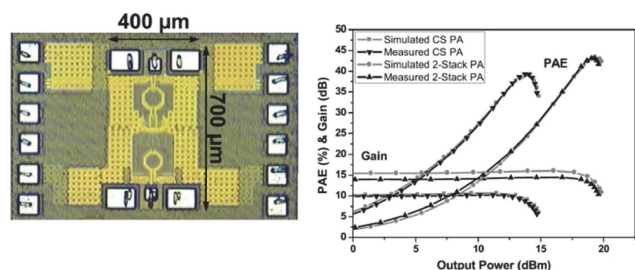 400 µm
700 µm
PAE (%) & Gain (dB)
50
45
40
35
30
25
20
15
10
5
0
Simulated CS PA
Measured CS PA
Simulated 2-Stack PA
Measured 2-Stack PA
PAE
Gain
0 5 10 15 20
Output Power (dBm)